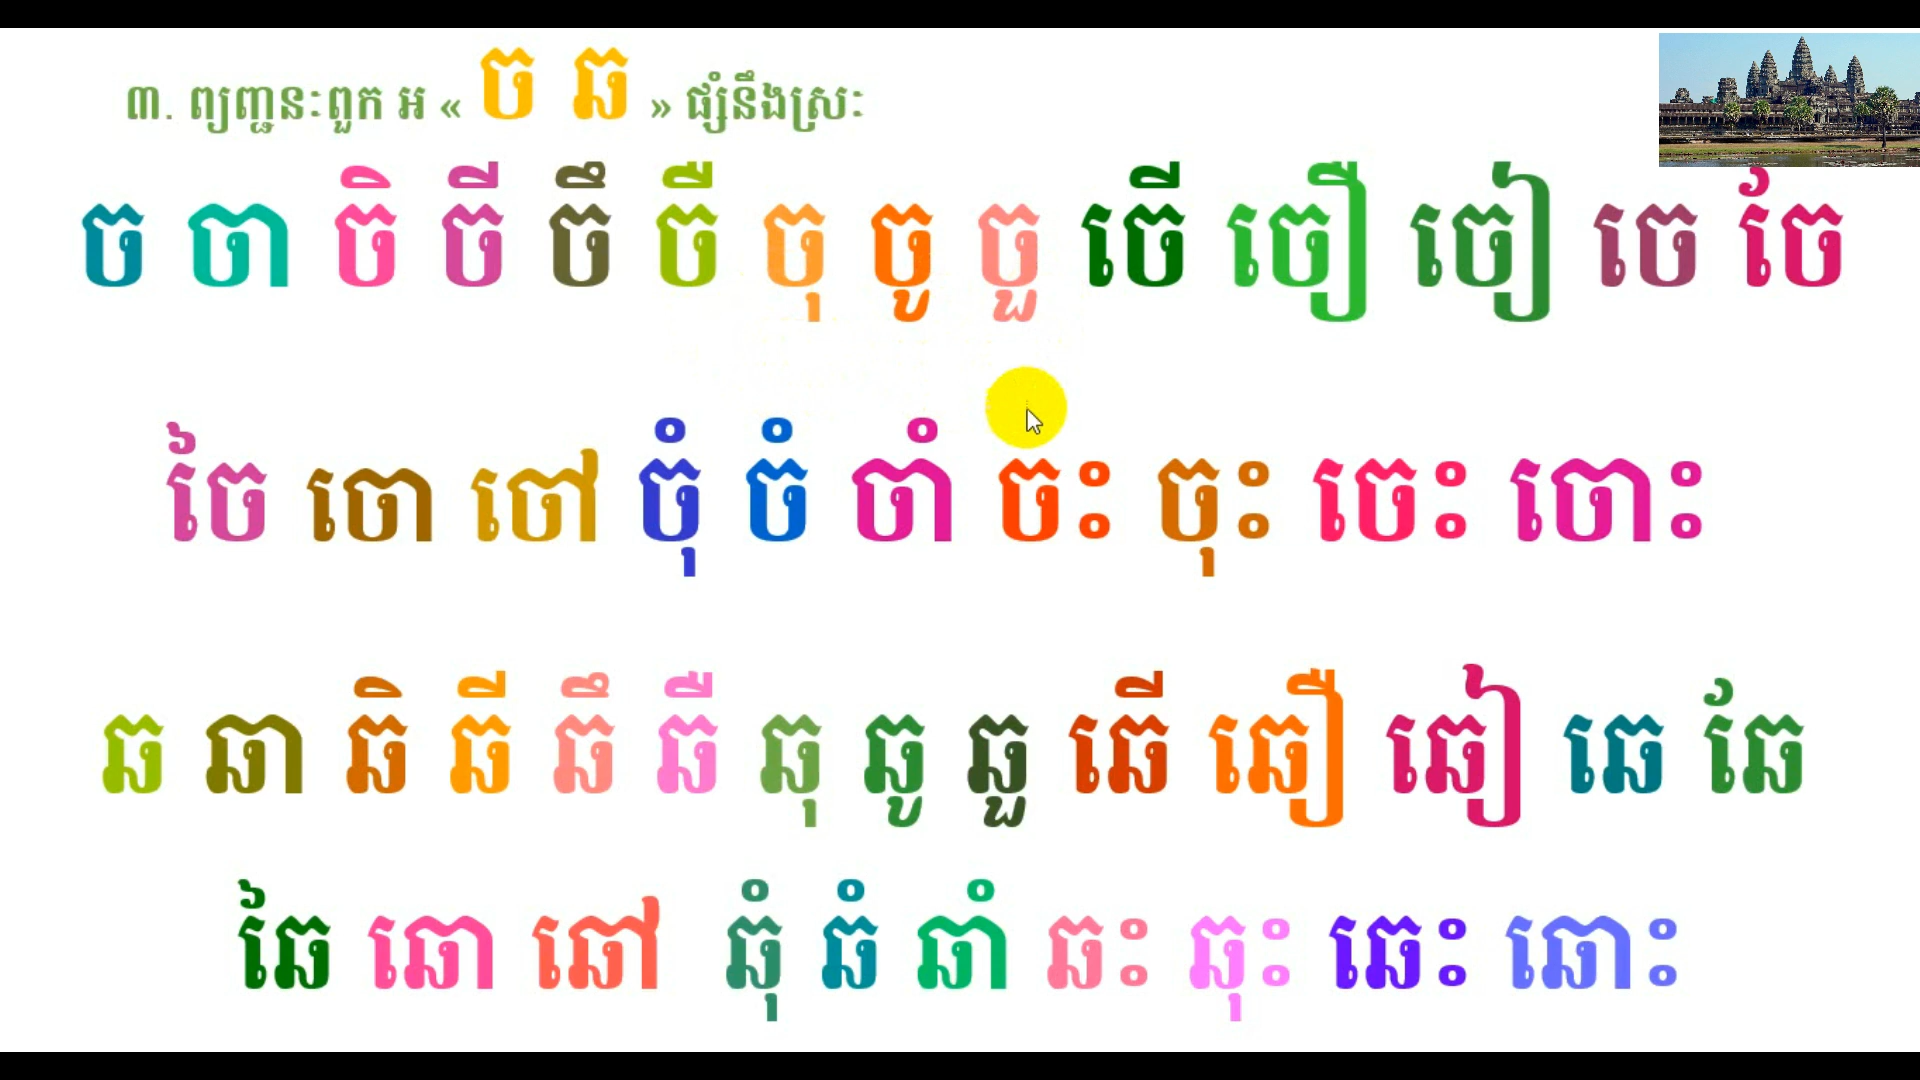 ៣. ព្យញ្ជនៈពួក អ « ច ឆ » ផ្សំនឹងស្រៈ
ច ចា ចិ ចី ចឹ ចឺ ចុ ចូ ចួ ចើ ចឿ ចៀ ចេ ចែ
ចៃ ចោ ចៅ ចុំ ចំ ចាំ ចះ ចុះ ចេះ ចោះ
ឆ ឆា ឆិ ឆី ឆឹ ឆឺ ឆុ ឆូ ឆួ ឆើ ឆឿ ឆៀ ឆេ ឆែ
ឆៃ ឆោ ឆៅ ឆុំ ឆំ ឆាំ ឆះ ឆុះ ឆេះ ឆោះ